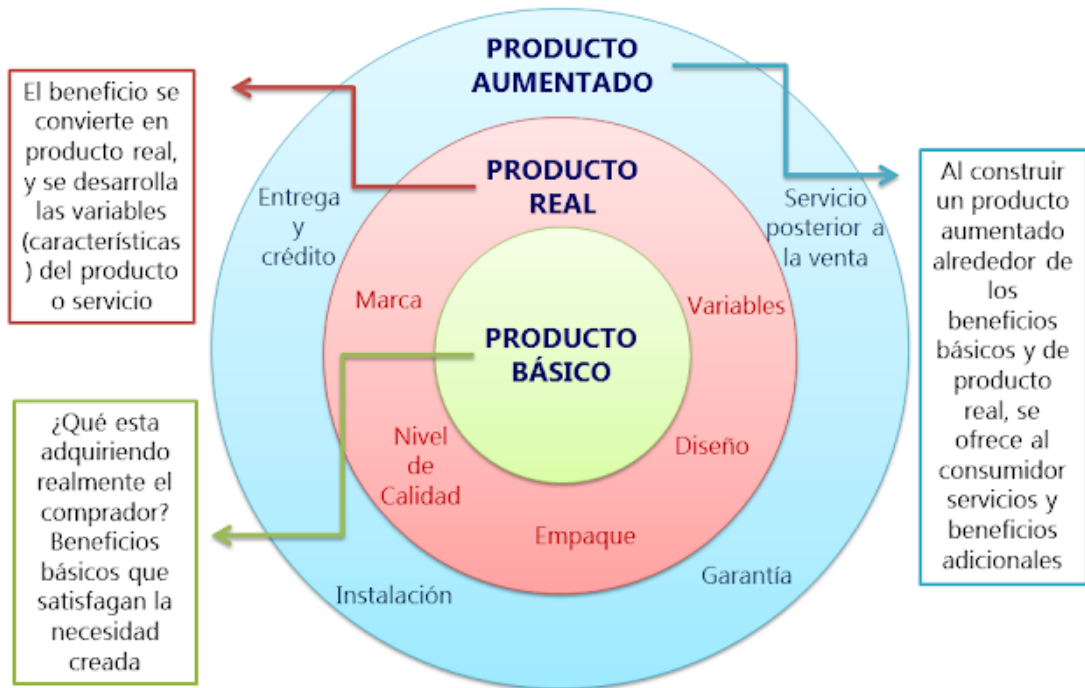 PRODUCTO
AUMENTADO
El beneficio se
convierte en
producto real,
y se desarrolla
las variables
(características
) del producto
o servicio
PRODUCTO
REAL
Entrega
y
crédito
Servicio
posterior a
la venta
Al construir
un producto
aumentado
alrededor de
los
beneficios
básicos y de
producto
real, se
ofrece al
consumidor
servicios y
beneficios
adicionales
Marca
Variables
PRODUCTO
BÁSICO
¿Qué esta
adquiriendo
realmente el
comprador?
Beneficios
básicos que
satisfagan la
necesidad
creada
Nivel
de
Calidad
Diseño
Empaque
Instalación
Garantía